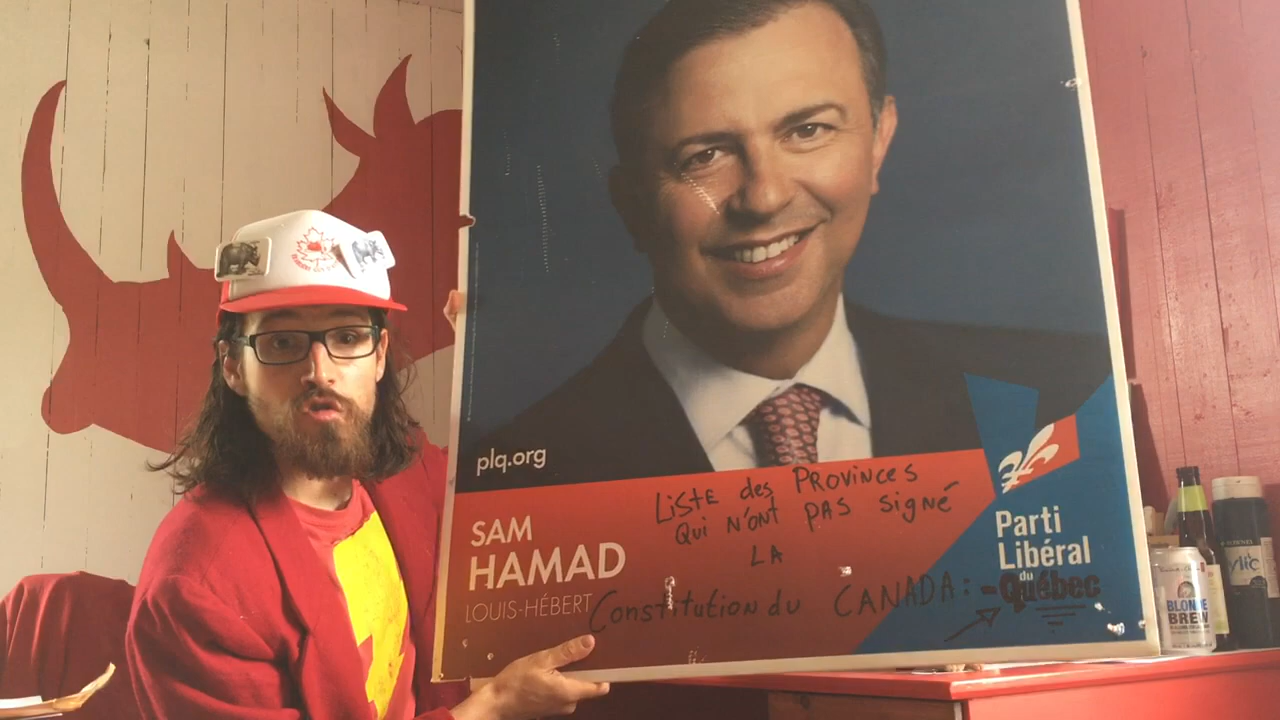 plq.org
SAM
HAMAD
LOUIS-HÉBERT
LISTE des PROVINCES
Qui N'ONT PAS Signé
LA
Constitution du CANADA: -Québec
Parti
Libéral
du
Québec
BLONDE
BREW